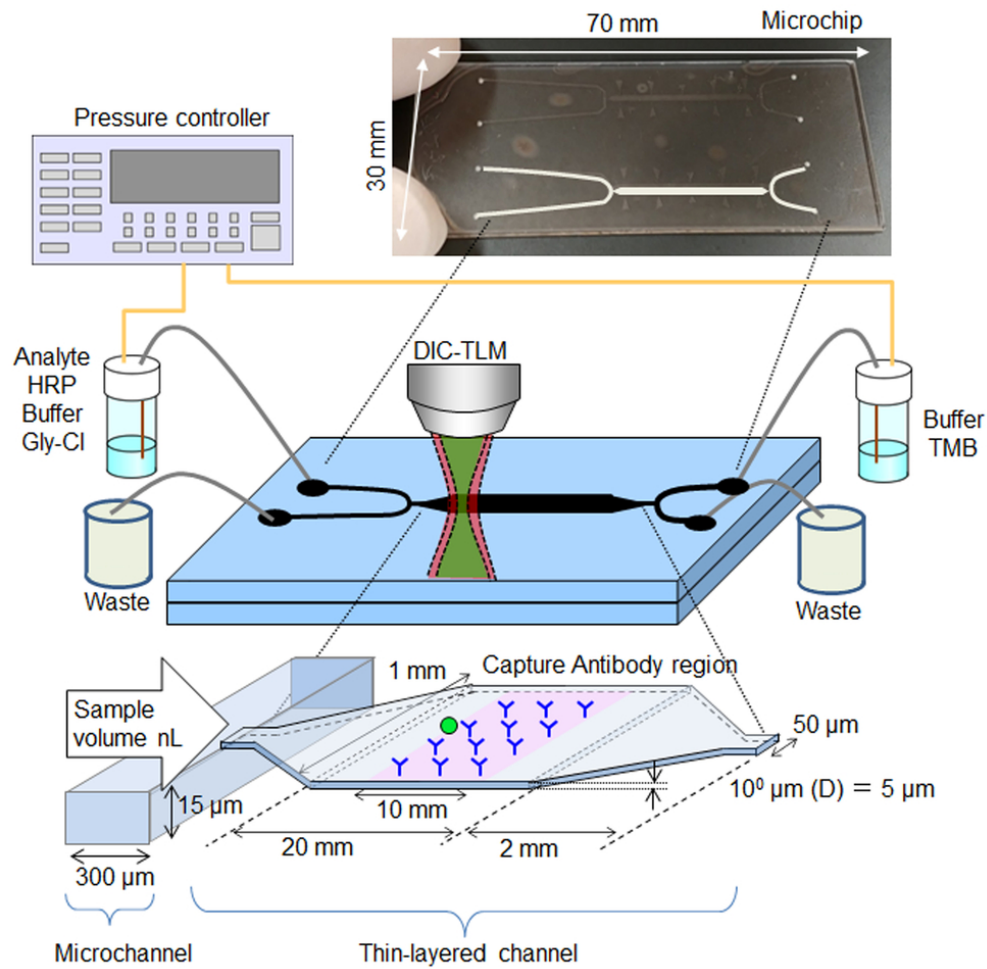 70 mm
Microchip
30 mm
Pressure controller
Analyte
HRP
Buffer
Gly-Cl
DIC-TLM
Buffer
TMB
Waste
Waste
Sample
volume nL
1 mm
Capture Antibody region
50 μm
10⁰ μm (D) = 5 μm
15 μm
10 mm
20 mm
2 mm
300 μm
Microchannel
Thin-layered channel